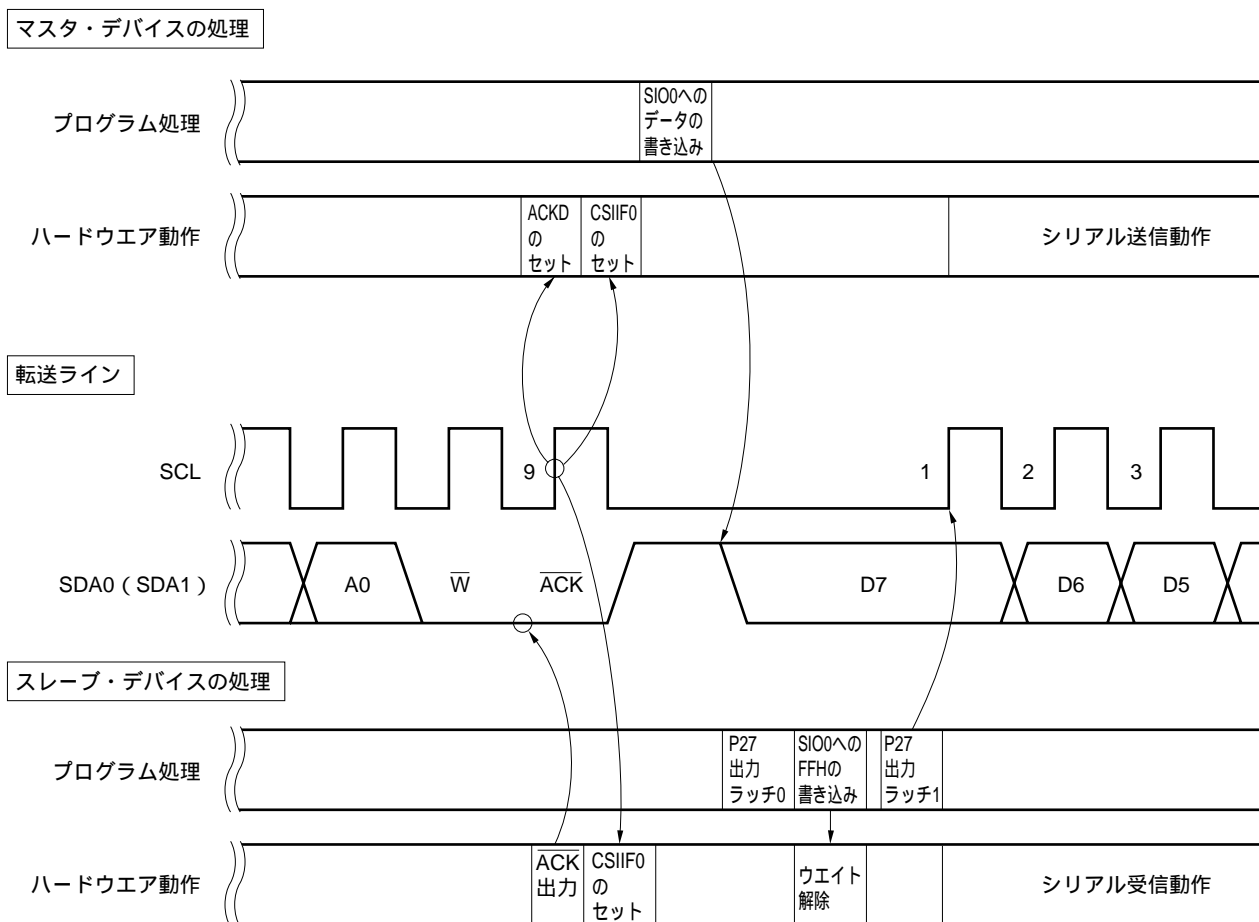 マスタ・デバイスの処理
プログラム処理
SIO0への
データの
書き込み
ハードウエア動作
ACKD
の
セット
CSIIF0
の
セット
シリアル送信動作
転送ライン
SCL
9
1
2
3
SDA0（SDA1）
A0
W
ACK
D7
D6
D5
スレーブ・デバイスの処理
プログラム処理
P27
出力
ラッチ0
SIO0への
FFHの
書き込み
P27
出力
ラッチ1
ハードウエア動作
ACK
出力
CSIIF0
の
セット
ウエイト
解除
シリアル受信動作